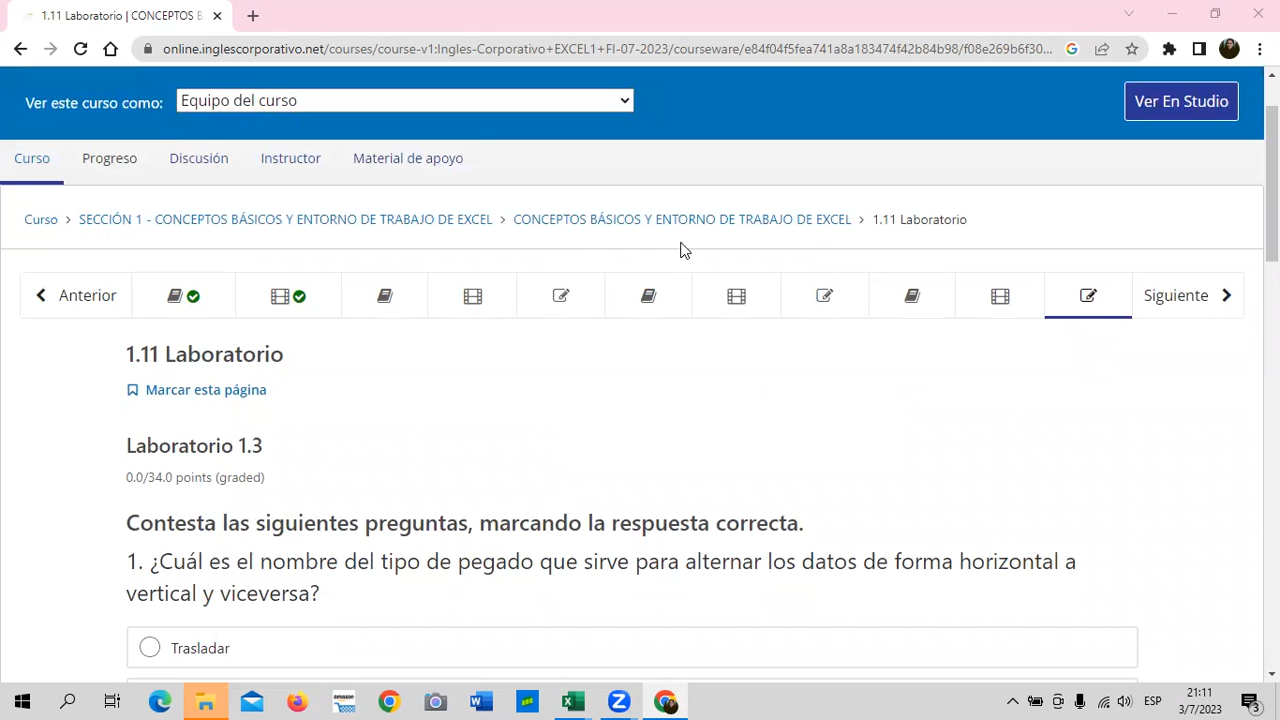 1.11 Laboratorio | CONCEPTOS B
online.inglescorporativo.net/courses/course-v1:Ingles-Corporativo+EXCEL1+FI-07-2023/courseware/e84f04f5fea741a8a183474f42b84b98/f08e269b6f30...
Ver este curso como: Equipo del curso Ver En Studio
Curso Progreso Discusión Instructor Material de apoyo
Curso > SECCIÓN 1 - CONCEPTOS BÁSICOS Y ENTORNO DE TRABAJO DE EXCEL > CONCEPTOS BÁSICOS Y ENTORNO DE TRABAJO DE EXCEL > 1.11 Laboratorio
Anterior Siguiente
1.11 Laboratorio
Marcar esta página
Laboratorio 1.3
0.0/34.0 points (graded)
Contesta las siguientes preguntas, marcando la respuesta correcta.
1. ¿Cuál es el nombre del tipo de pegado que sirve para alternar los datos de forma horizontal a
vertical y viceversa?
Trasladar
amazon
ESP 21:11
3/7/2023 3